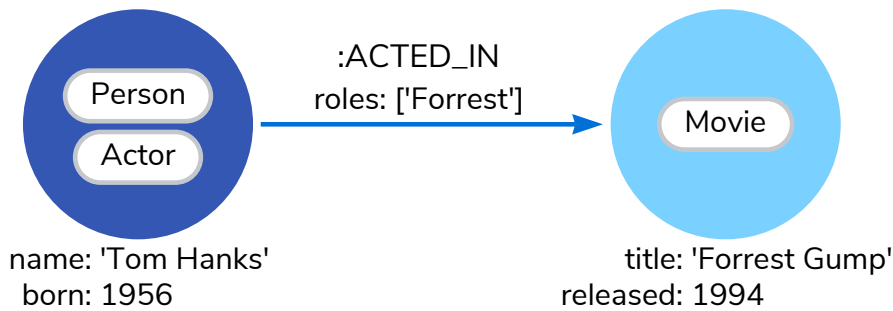 :ACTED_IN
roles: ['Forrest']
Person
Actor
Movie
name: 'Tom Hanks'
born: 1956
title: 'Forrest Gump'
released: 1994